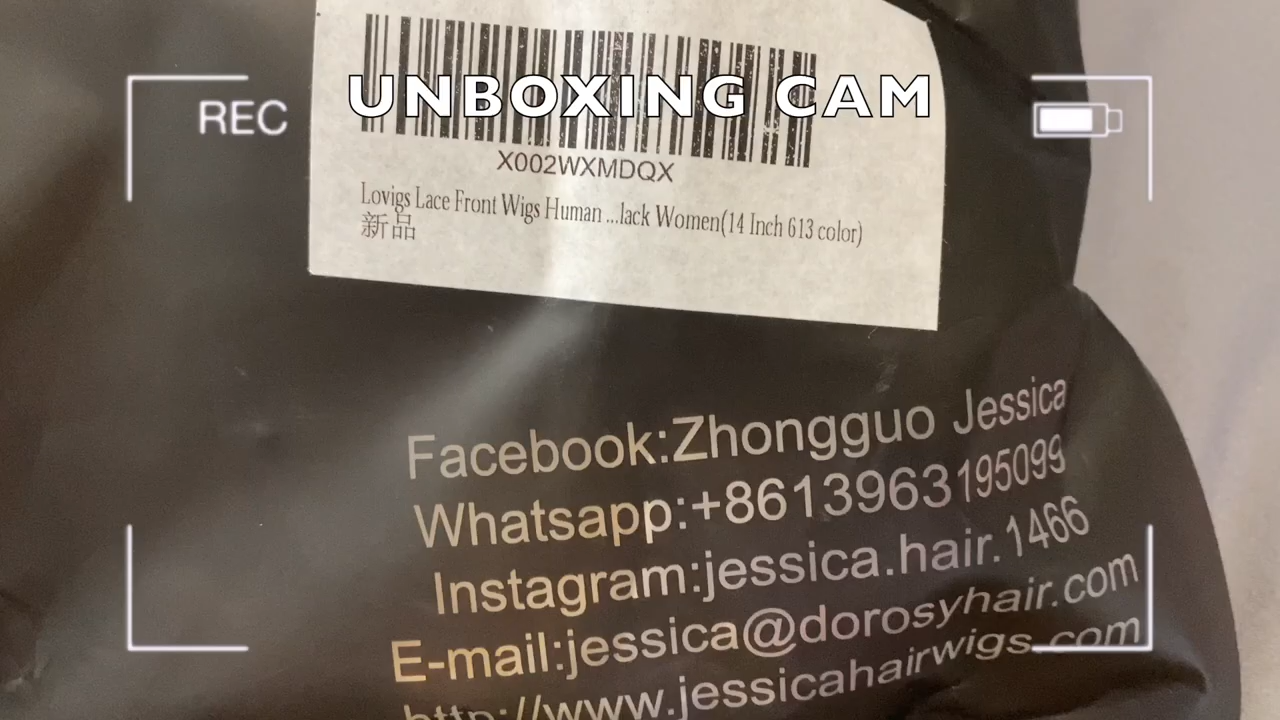 UNBOXING CAM
REC
X002WXMDQX
Lovigs Lace Front Wigs Human ...lack Women(14 Inch 613 color)
新品
Facebook:Zhongguo Jessica
Whatsapp:+8613963195099
Instagram:jessica.hair.1466
E-mail:jessica@dorosyhair.com
http://www.jessicahairwigs.com